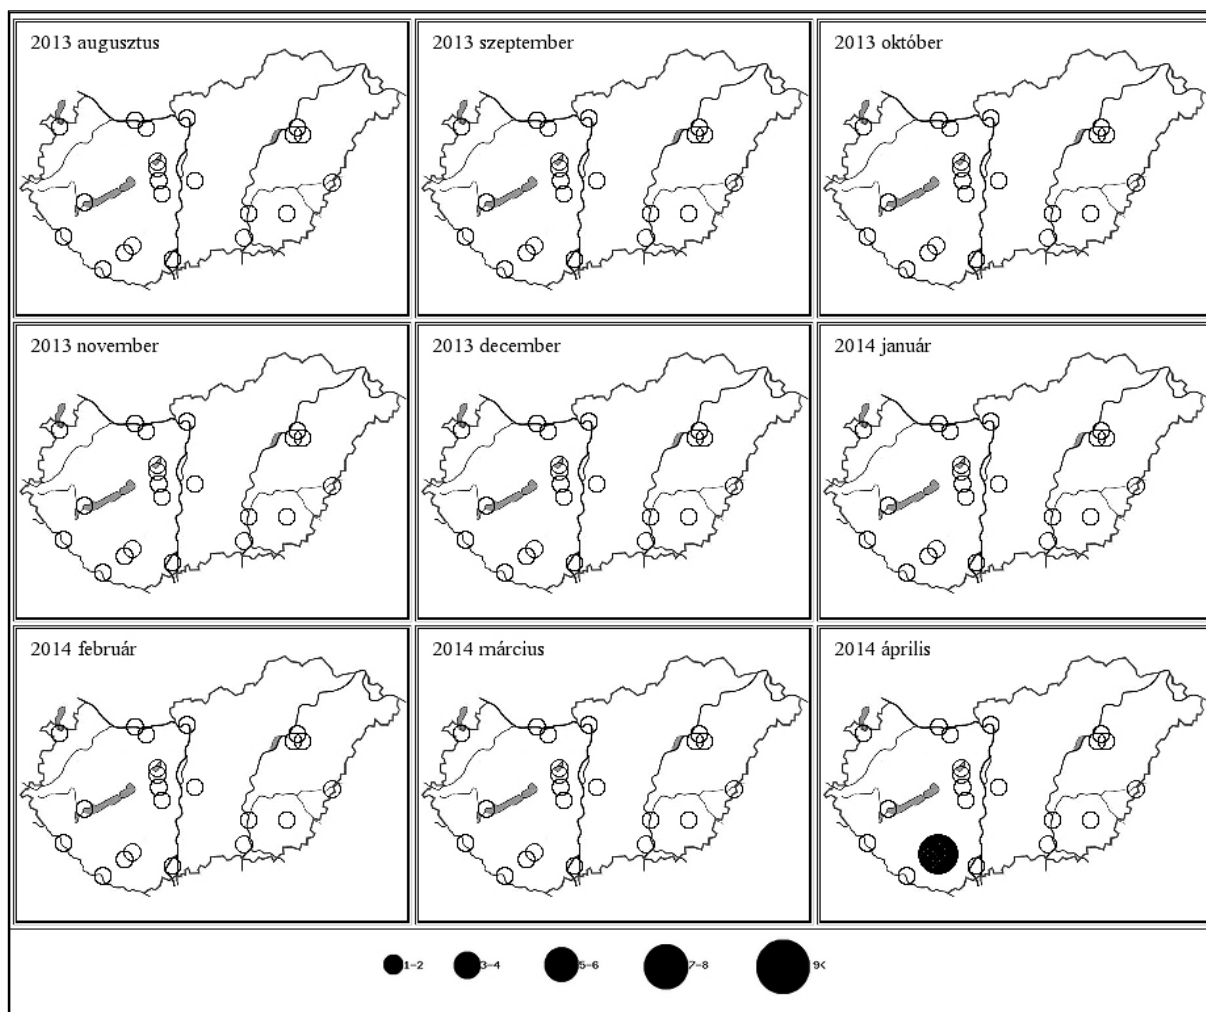 2013 augusztus
2013 szeptember
2013 október
2013 november
2013 december
2014 január
2014 február
2014 március
2014 április
1-2
3-4
5-6
7-8
9<